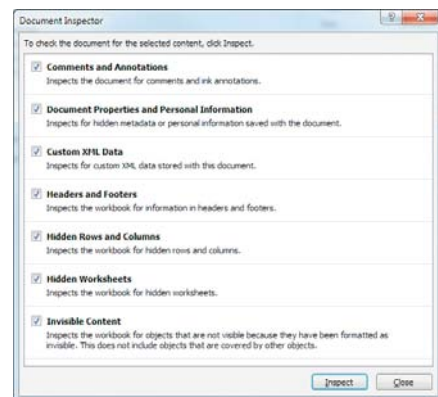 Document Inspector
To check the document for the selected content, click Inspect.
Comments and Annotations
Inspects the document for comments and ink annotations.
Document Properties and Personal Information
Inspects for hidden metadata or personal information saved with the document.
Custom XML Data
Inspects for custom XML data stored with this document.
Headers and Footers
Inspects the workbook for information in headers and footers.
Hidden Rows and Columns
Inspects the workbook for hidden rows and columns.
Hidden Worksheets
Inspects the workbook for hidden worksheets.
Invisible Content
Inspects the workbook for objects that are not visible because they have been formatted as
invisible. This does not include objects that are covered by other objects.
Inspect Close